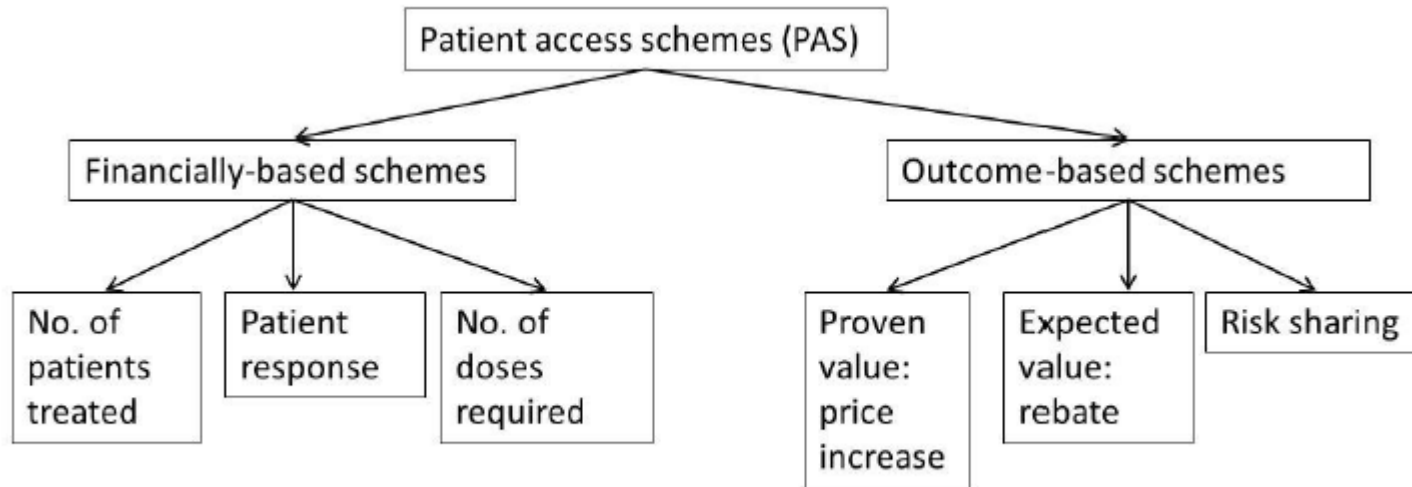 Patient access schemes (PAS)
Financially-based schemes
Outcome-based schemes
No. of
patients
treated
Patient
response
No. of
doses
required
Proven
value:
price
increase
Expected
value:
rebate
Risk sharing